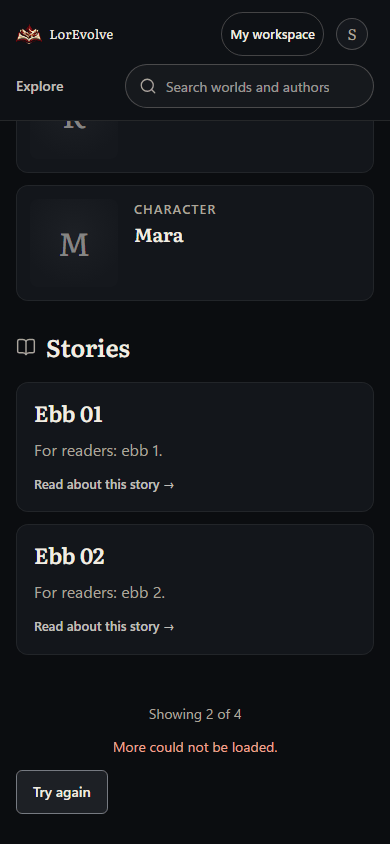 LorEvolve
My workspace
S
Explore
Search worlds and authors
M
CHARACTER
Mara
Stories
Ebb 01
For readers: ebb 1.
Read about this story →
Ebb 02
For readers: ebb 2.
Read about this story →
Showing 2 of 4
More could not be loaded.
Try again